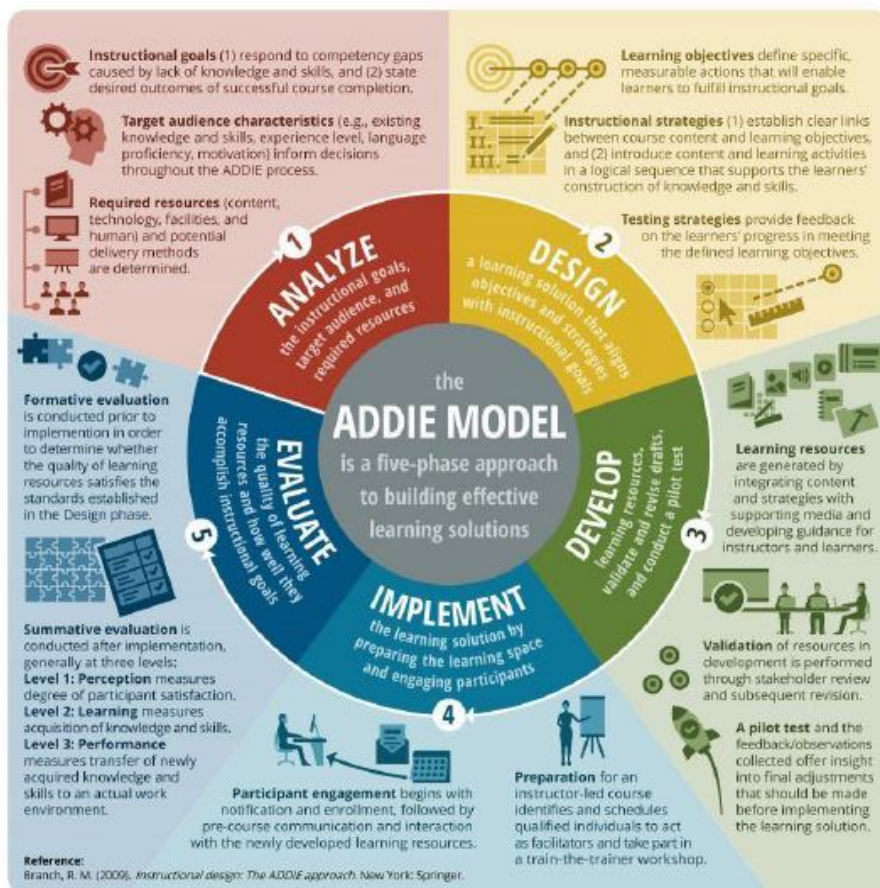 Instructional goals (1) respond to competency gaps
caused by lack of knowledge and skills, and (2) state
desired outcomes of successful course completion.
Target audience characteristics (e.g., existing
knowledge and skills, experience level, language
proficiency, motivation) inform decisions
throughout the ADDIE process.
Required resources (content,
technology, facilities, and
human) and potential
delivery methods
are determined.
1
ANALYZE
the instructional goals,
target audience, and
required resources
Learning objectives define specific,
measurable actions that will enable
learners to fulfill instructional goals.
I.
II.
III.
Instructional strategies (1) establish clear links
between course content and learning objectives,
and (2) introduce content and learning activities
in a logical sequence that supports the learners'
construction of knowledge and skills.
Testing strategies provide feedback
on the learners' progress in meeting
the defined learning objectives.
2
DESIGN
a learning solution that aligns
objectives and strategies
with instructional goals
the
ADDIE MODEL
is a five-phase approach
to building effective
learning solutions
3
DEVELOP
learning resources,
validate and revise drafts,
and conduct a pilot test
Learning resources
are generated by
integrating content
and strategies with
supporting media and
developing guidance for
instructors and learners.
Validation of resources in
development is performed
through stakeholder review
and subsequent revision.
A pilot test and the
feedback/observations
collected offer insight
into final adjustments
that should be made
before implementing
the learning solution.
4
IMPLEMENT
the learning solution by
preparing the learning space
and engaging participants
Participant engagement begins with
notification and enrollment, followed by
pre-course communication and interaction
with the newly developed learning resources.
Preparation for an
instructor-led course
identifies and schedules
qualified individuals to act
as facilitators and take part in
a train-the-trainer workshop.
5
EVALUATE
the quality of learning
resources and how well they
accomplish instructional goals
Formative evaluation
is conducted prior to
implemention in order
to determine whether
the quality of learning
resources satisfies the
standards established
in the Design phase.
Summative evaluation is
conducted after implementation,
generally at three levels:
Level 1: Perception measures
degree of participant satisfaction.
Level 2: Learning measures
acquisition of knowledge and skills.
Level 3: Performance
measures transfer of newly
acquired knowledge and
skills to an actual work
environment.
Reference:
Branch, R. M. (2009). Instructional design: The ADDIE approach. New York: Springer.